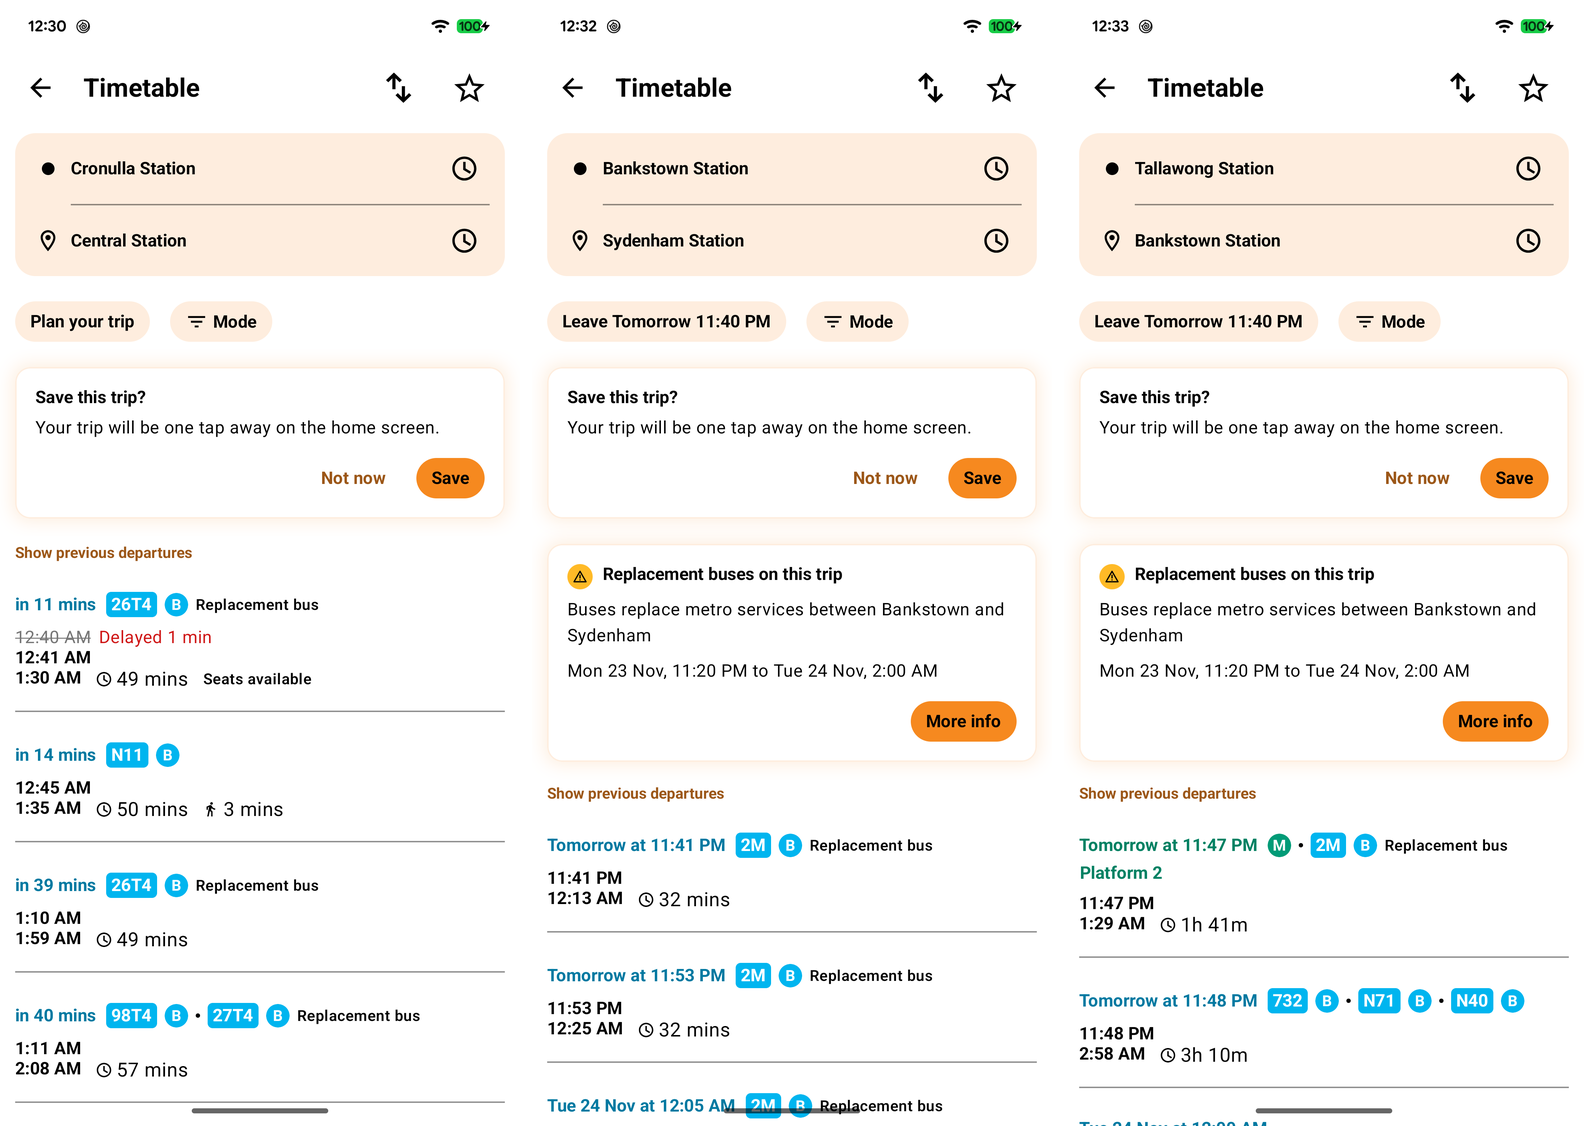 12:30
100
Timetable
Cronulla Station
Central Station
Plan your trip
Mode
Save this trip?
Your trip will be one tap away on the home screen.
Not now Save
Show previous departures
in 11 mins 26T4 B Replacement bus
12:40 AM Delayed 1 min
12:41 AM
1:30 AM 49 mins Seats available
in 14 mins N11 B
12:45 AM
1:35 AM 50 mins 3 mins
in 39 mins 26T4 B Replacement bus
1:10 AM
1:59 AM 49 mins
in 40 mins 98T4 B • 27T4 B Replacement bus
1:11 AM
2:08 AM 57 mins
12:32
100
Timetable
Bankstown Station
Sydenham Station
Leave Tomorrow 11:40 PM
Mode
Save this trip?
Your trip will be one tap away on the home screen.
Not now Save
Replacement buses on this trip
Buses replace metro services between Bankstown and
Sydenham
Mon 23 Nov, 11:20 PM to Tue 24 Nov, 2:00 AM
More info
Show previous departures
Tomorrow at 11:41 PM 2M B Replacement bus
11:41 PM
12:13 AM 32 mins
Tomorrow at 11:53 PM 2M B Replacement bus
11:53 PM
12:25 AM 32 mins
Tue 24 Nov at 12:05 AM 2M B Replacement bus
12:33
100
Timetable
Tallawong Station
Bankstown Station
Leave Tomorrow 11:40 PM
Mode
Save this trip?
Your trip will be one tap away on the home screen.
Not now Save
Replacement buses on this trip
Buses replace metro services between Bankstown and
Sydenham
Mon 23 Nov, 11:20 PM to Tue 24 Nov, 2:00 AM
More info
Show previous departures
Tomorrow at 11:47 PM M • 2M B Replacement bus
Platform 2
11:47 PM
1:29 AM 1h 41m
Tomorrow at 11:48 PM 732 B • N71 B • N40 B
11:48 PM
2:58 AM 3h 10m
Tue 24 Nov at